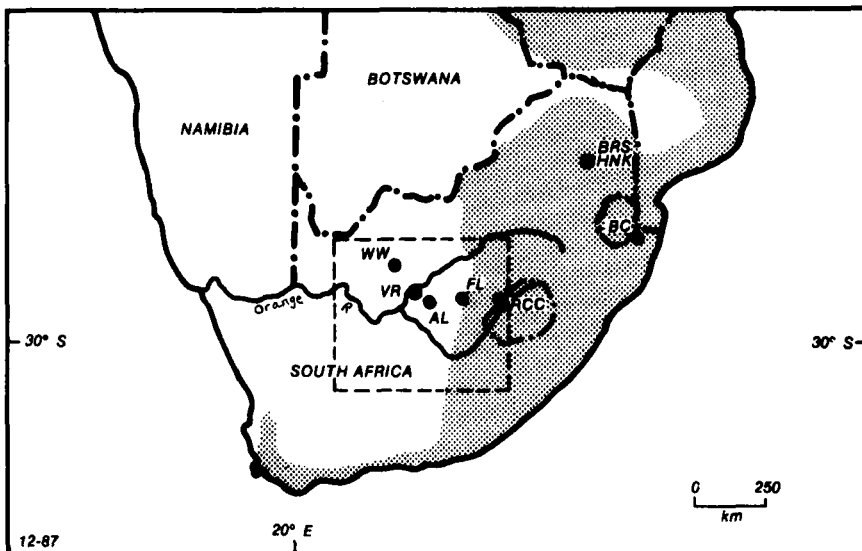 BOTSWANA
NAMIBIA
BRS
HNK
BC
WW
VR
FL
AL
RCC
Orange R
30° S
30° S
SOUTH AFRICA
0 250
km
20° E
12-87